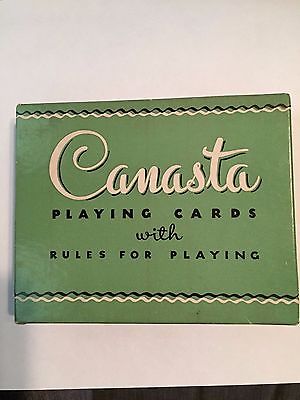 Canasta
PLAYING CARDS
with
RULES FOR PLAYING